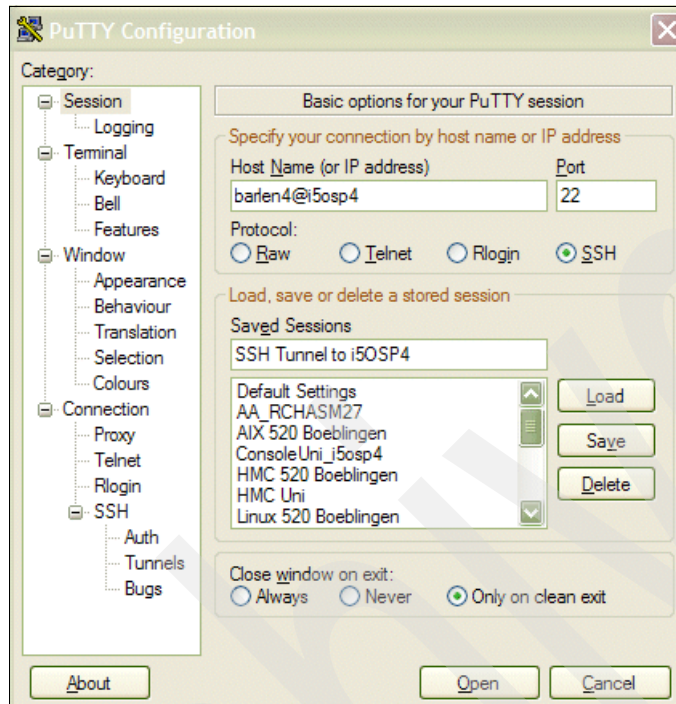 PuTTY Configuration
Category:
Session
Logging
Terminal
Keyboard
Bell
Features
Window
Appearance
Behaviour
Translation
Selection
Colours
Connection
Proxy
Telnet
Rlogin
SSH
Auth
Tunnels
Bugs
Basic options for your PuTTY session
Specify your connection by host name or IP address
Host Name (or IP address) Port
barlen4@i5osp4 22
Protocol:
Raw Telnet Rlogin SSH
Load, save or delete a stored session
Saved Sessions
SSH Tunnel to i5OSP4
Default Settings
AA_RCHASM27
AIX 520 Boeblingen
ConsoleUni_i5osp4
HMC 520 Boeblingen
HMC Uni
Linux 520 Boeblingen
Load
Save
Delete
Close window on exit:
Always Never Only on clean exit
About Open Cancel